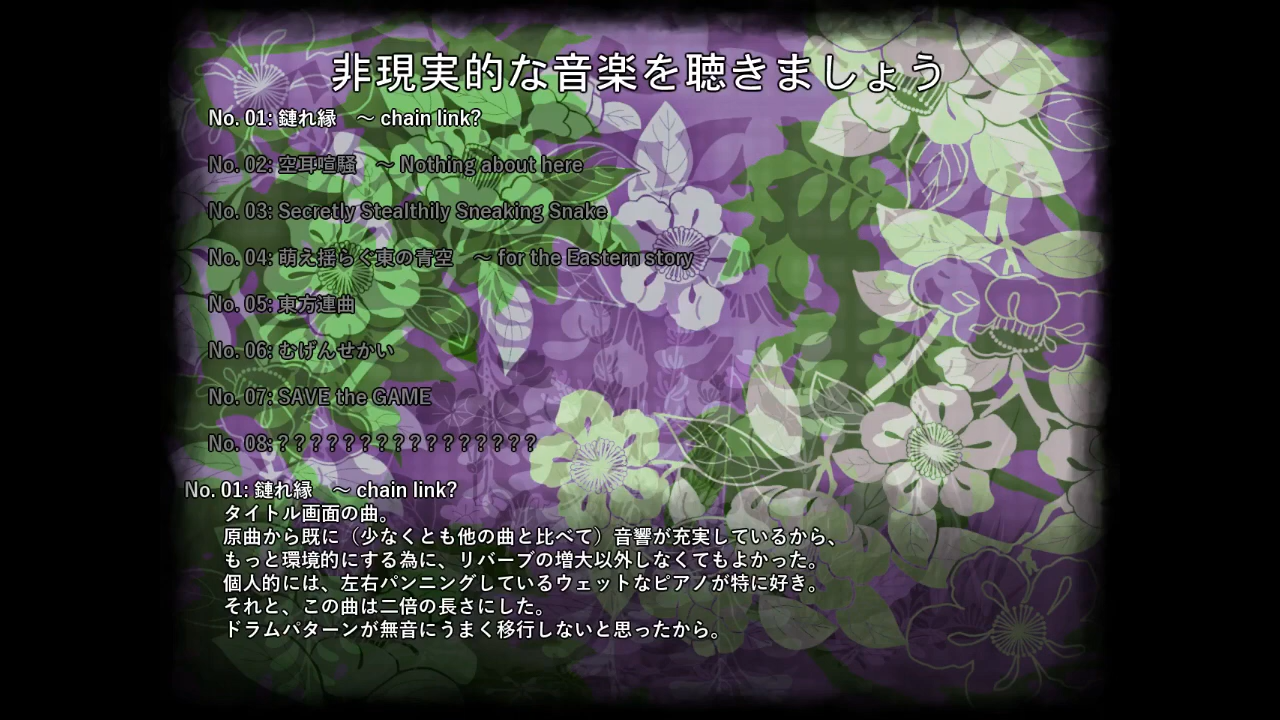 非現実的な音楽を聴きましょう
No. 01: 鏈れ縁　～ chain link?
No. 02: 空耳喧騒　～ Nothing about here
No. 03: Secretly Stealthily Sneaking Snake
No. 04: 萌え揺らぐ東の青空　～ for the Eastern story
No. 05: 東方連曲
No. 06: むげんせかい
No. 07: SAVE the GAME
No. 08: ？？？？？？？？？？？？？？？？
No. 01: 鏈れ縁　～ chain link?
タイトル画面の曲。
原曲から既に（少なくとも他の曲と比べて）音響が充実しているから、
もっと環境的にする為に、リバーブの増大以外しなくてもよかった。
個人的には、左右パンニングしているウェットなピアノが特に好き。
それと、この曲は二倍の長さにした。
ドラムパターンが無音にうまく移行しないと思ったから。